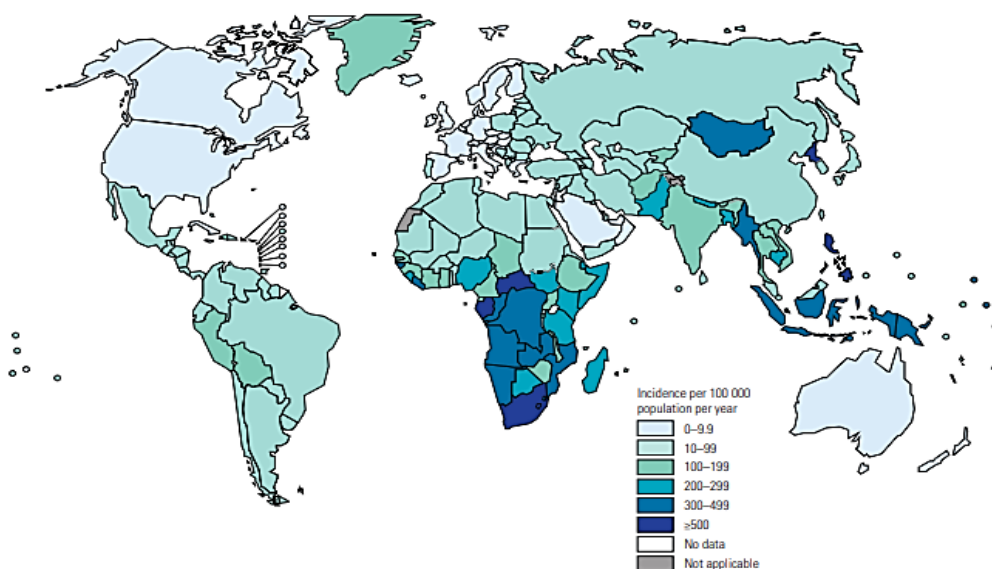 Incidence per 100 000
population per year
0–9.9
10–99
100–199
200–299
300–499
≥500
No data
Not applicable